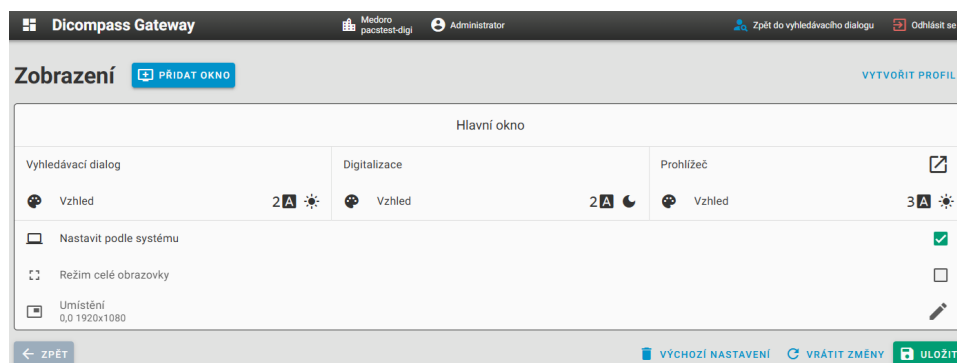 Dicompass Gateway
Medoro
pacstest-digi
Administrator
Zpět do vyhledávacího dialogu
Odhlásit se
Zobrazení
PŘIDAT OKNO
VYTVOŘIT PROFIL
Hlavní okno
Vyhledávací dialog
Digitalizace
Prohlížeč
Vzhled
2 A
Vzhled
2 A
Vzhled
3 A
Nastavit podle systému
Režim celé obrazovky
Umístění
0,0 1920x1080
ZPĚT
VÝCHOZÍ NASTAVENÍ
VRÁTIT ZMĚNY
ULOŽIT